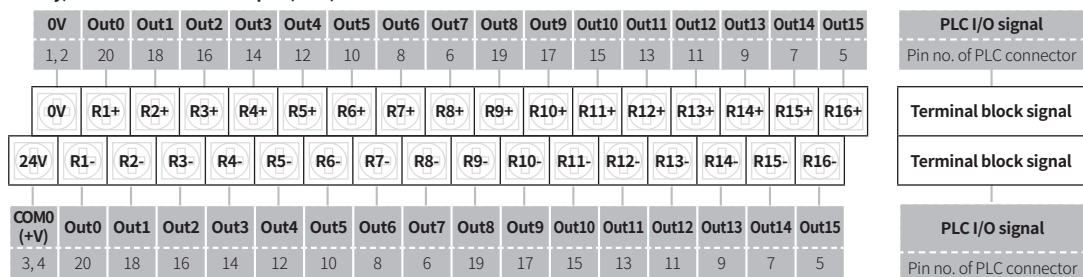 0V Out0 Out1 Out2 Out3 Out4 Out5 Out6 Out7 Out8 Out9 Out10 Out11 Out12 Out13 Out14 Out15 PLC I/O signal
1, 2 20 18 16 14 12 10 8 6 19 17 15 13 11 9 7 5 Pin no. of PLC connector
0V R1+ R2+ R3+ R4+ R5+ R6+ R7+ R8+ R9+ R10+ R11+ R12+ R13+ R14+ R15+ R16+ Terminal block signal
24V R1- R2- R3- R4- R5- R6- R7- R8- R9- R10- R11- R12- R13- R14- R15- R16- Terminal block signal
COM0 (+V) Out0 Out1 Out2 Out3 Out4 Out5 Out6 Out7 Out8 Out9 Out10 Out11 Out12 Out13 Out14 Out15 PLC I/O signal
3, 4 20 18 16 14 12 10 8 6 19 17 15 13 11 9 7 5 Pin no. of PLC connector